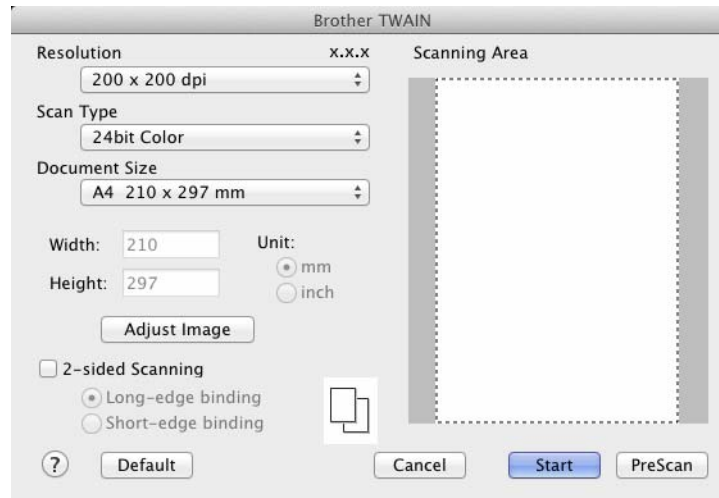 Brother TWAIN
Resolution x.x.x
200 x 200 dpi
Scan Type
24bit Color
Document Size
A4 210 x 297 mm
Width: 210
Height: 297
Unit:
mm
inch
Adjust Image
2-sided Scanning
Long-edge binding
Short-edge binding
? Default
Scanning Area
Cancel Start PreScan